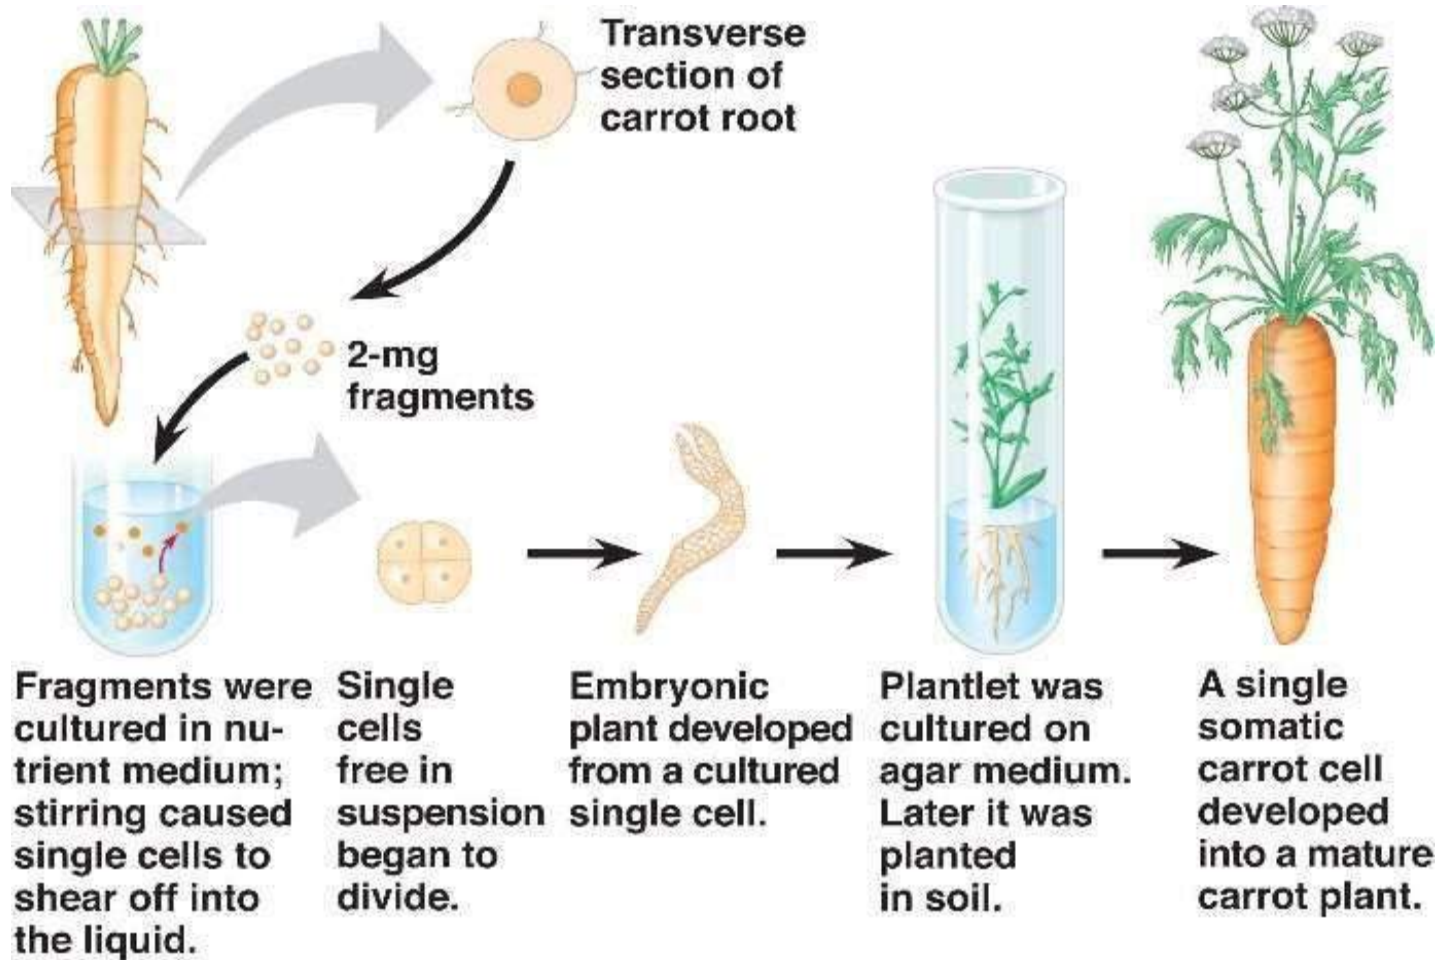 Transverse
section of
carrot root
2-mg
fragments
Fragments were
cultured in nu-
trient medium;
stirring caused
single cells to
shear off into
the liquid.
Single
cells
free in
suspension
began to
divide.
Embryonic
plant developed
from a cultured
single cell.
Plantlet was
cultured on
agar medium.
Later it was
planted
in soil.
A single
somatic
carrot cell
developed
into a mature
carrot plant.